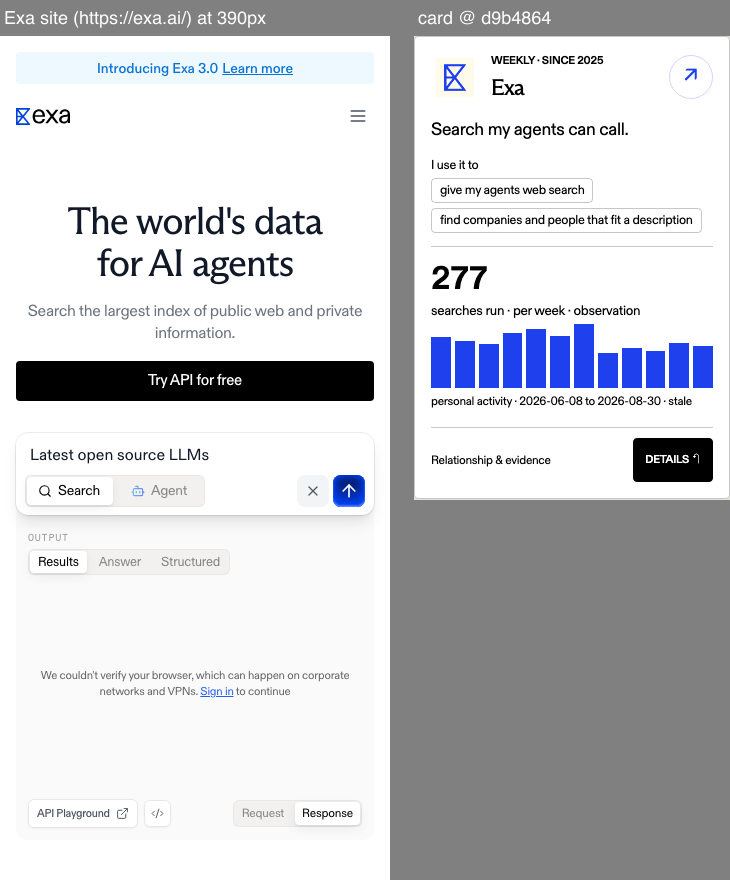 Exa site (https://exa.ai/) at 390px
Introducing Exa 3.0 Learn more
exa
The world's data
for AI agents
Search the largest index of public web and private
information.
Try API for free
Latest open source LLMs
Search
Agent
OUTPUT
Results
Answer
Structured
We couldn't verify your browser, which can happen on corporate
networks and VPNs. Sign in to continue
API Playground
</>
Request
Response
card @ d9b4864
WEEKLY · SINCE 2025
Exa
Search my agents can call.
I use it to
give my agents web search
find companies and people that fit a description
277
searches run · per week · observation
personal activity · 2026-06-08 to 2026-08-30 · stale
Relationship & evidence
DETAILS